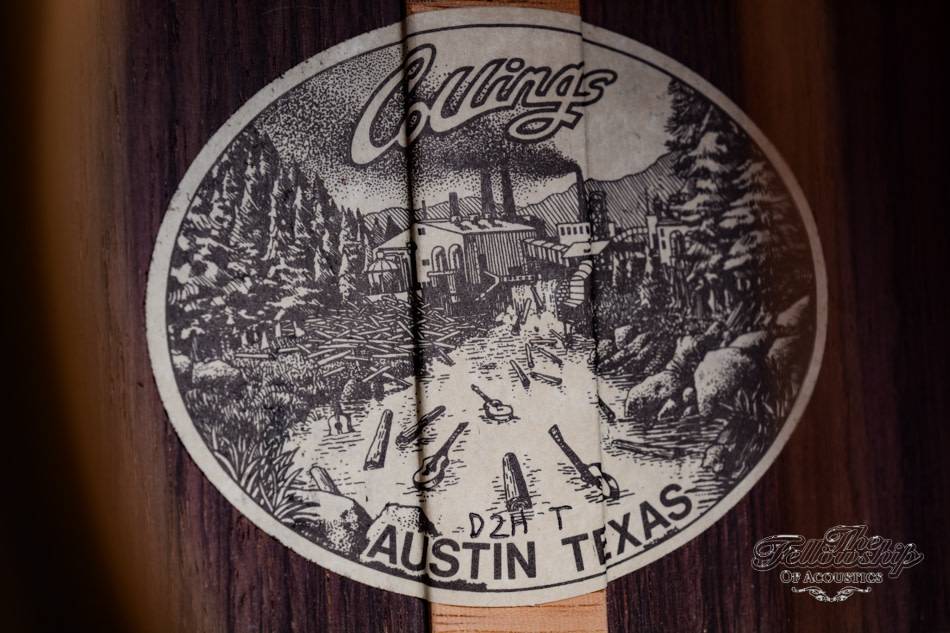 Collings
D2H T
AUSTIN TEXAS
The
Fellowship
OF ACOUSTICS